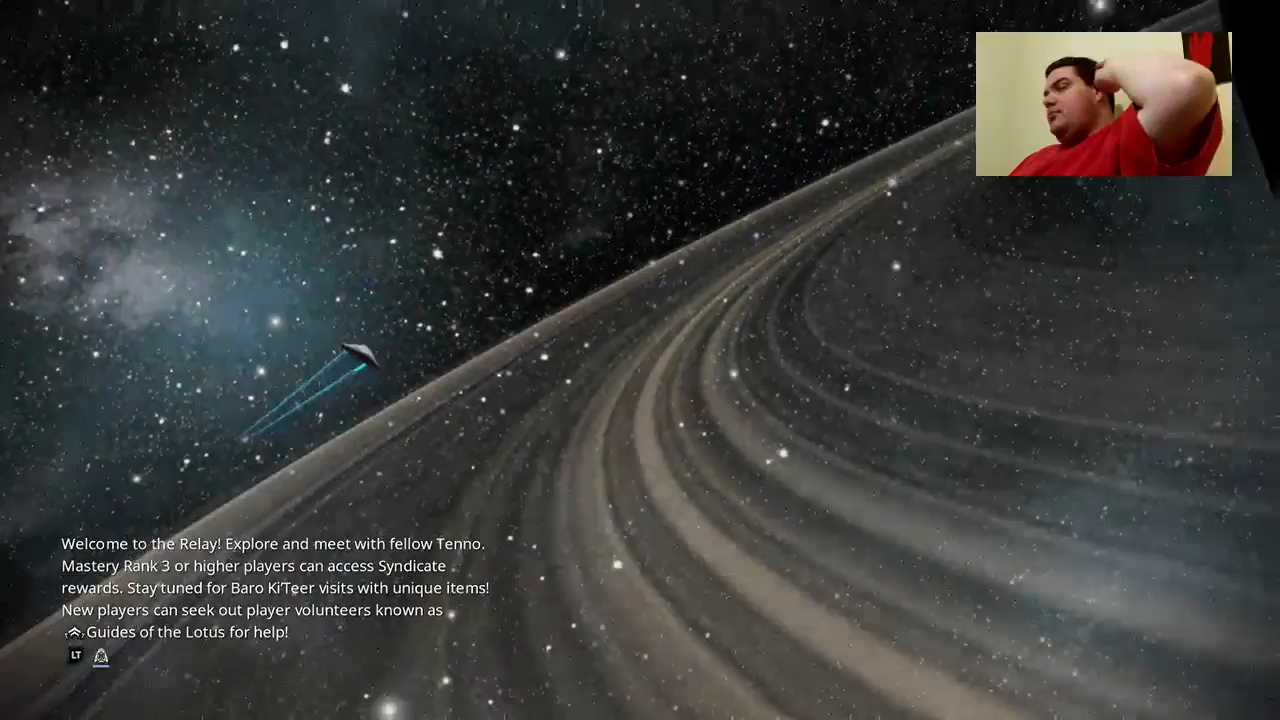 Welcome to the Relay! Explore and meet with fellow Tenno.
Mastery Rank 3 or higher players can access Syndicate
rewards. Stay tuned for Baro Ki'Teer visits with unique items!
New players can seek out player volunteers known as
Guides of the Lotus for help!
LT